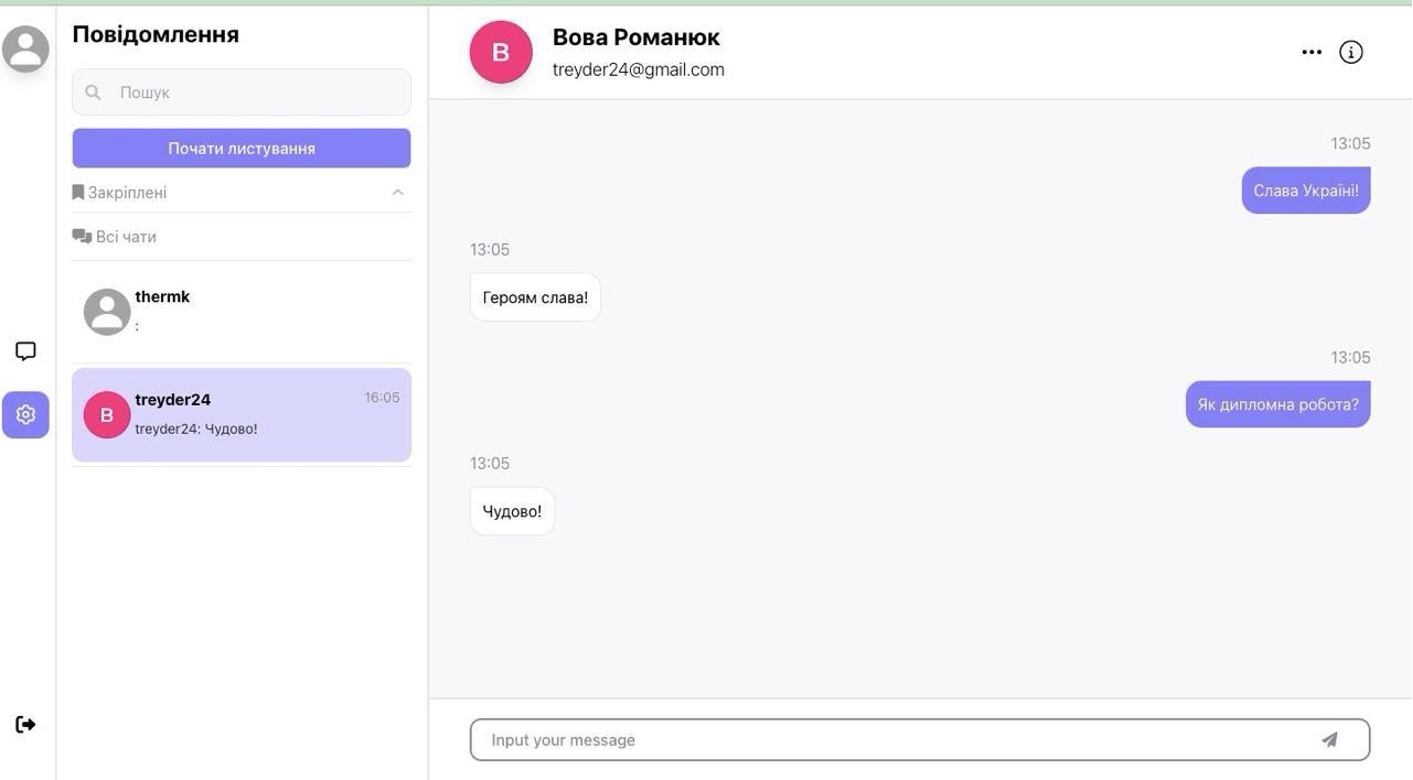 Повідомлення
Пошук
Почати листування
Закріплені
Всі чати
thermk
:
B
treyder24
16:05
treyder24: Чудово!
B
Вова Романюк
treyder24@gmail.com
13:05
Слава Україні!
13:05
Героям слава!
13:05
Як дипломна робота?
13:05
Чудово!
Input your message